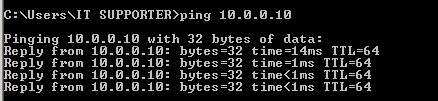 C:\Users\IT SUPPORTER>ping 10.0.0.10
Pinging 10.0.0.10 with 32 bytes of data:
Reply from 10.0.0.10: bytes=32 time=14ms TTL=64
Reply from 10.0.0.10: bytes=32 time=1ms TTL=64
Reply from 10.0.0.10: bytes=32 time<1ms TTL=64
Reply from 10.0.0.10: bytes=32 time<1ms TTL=64